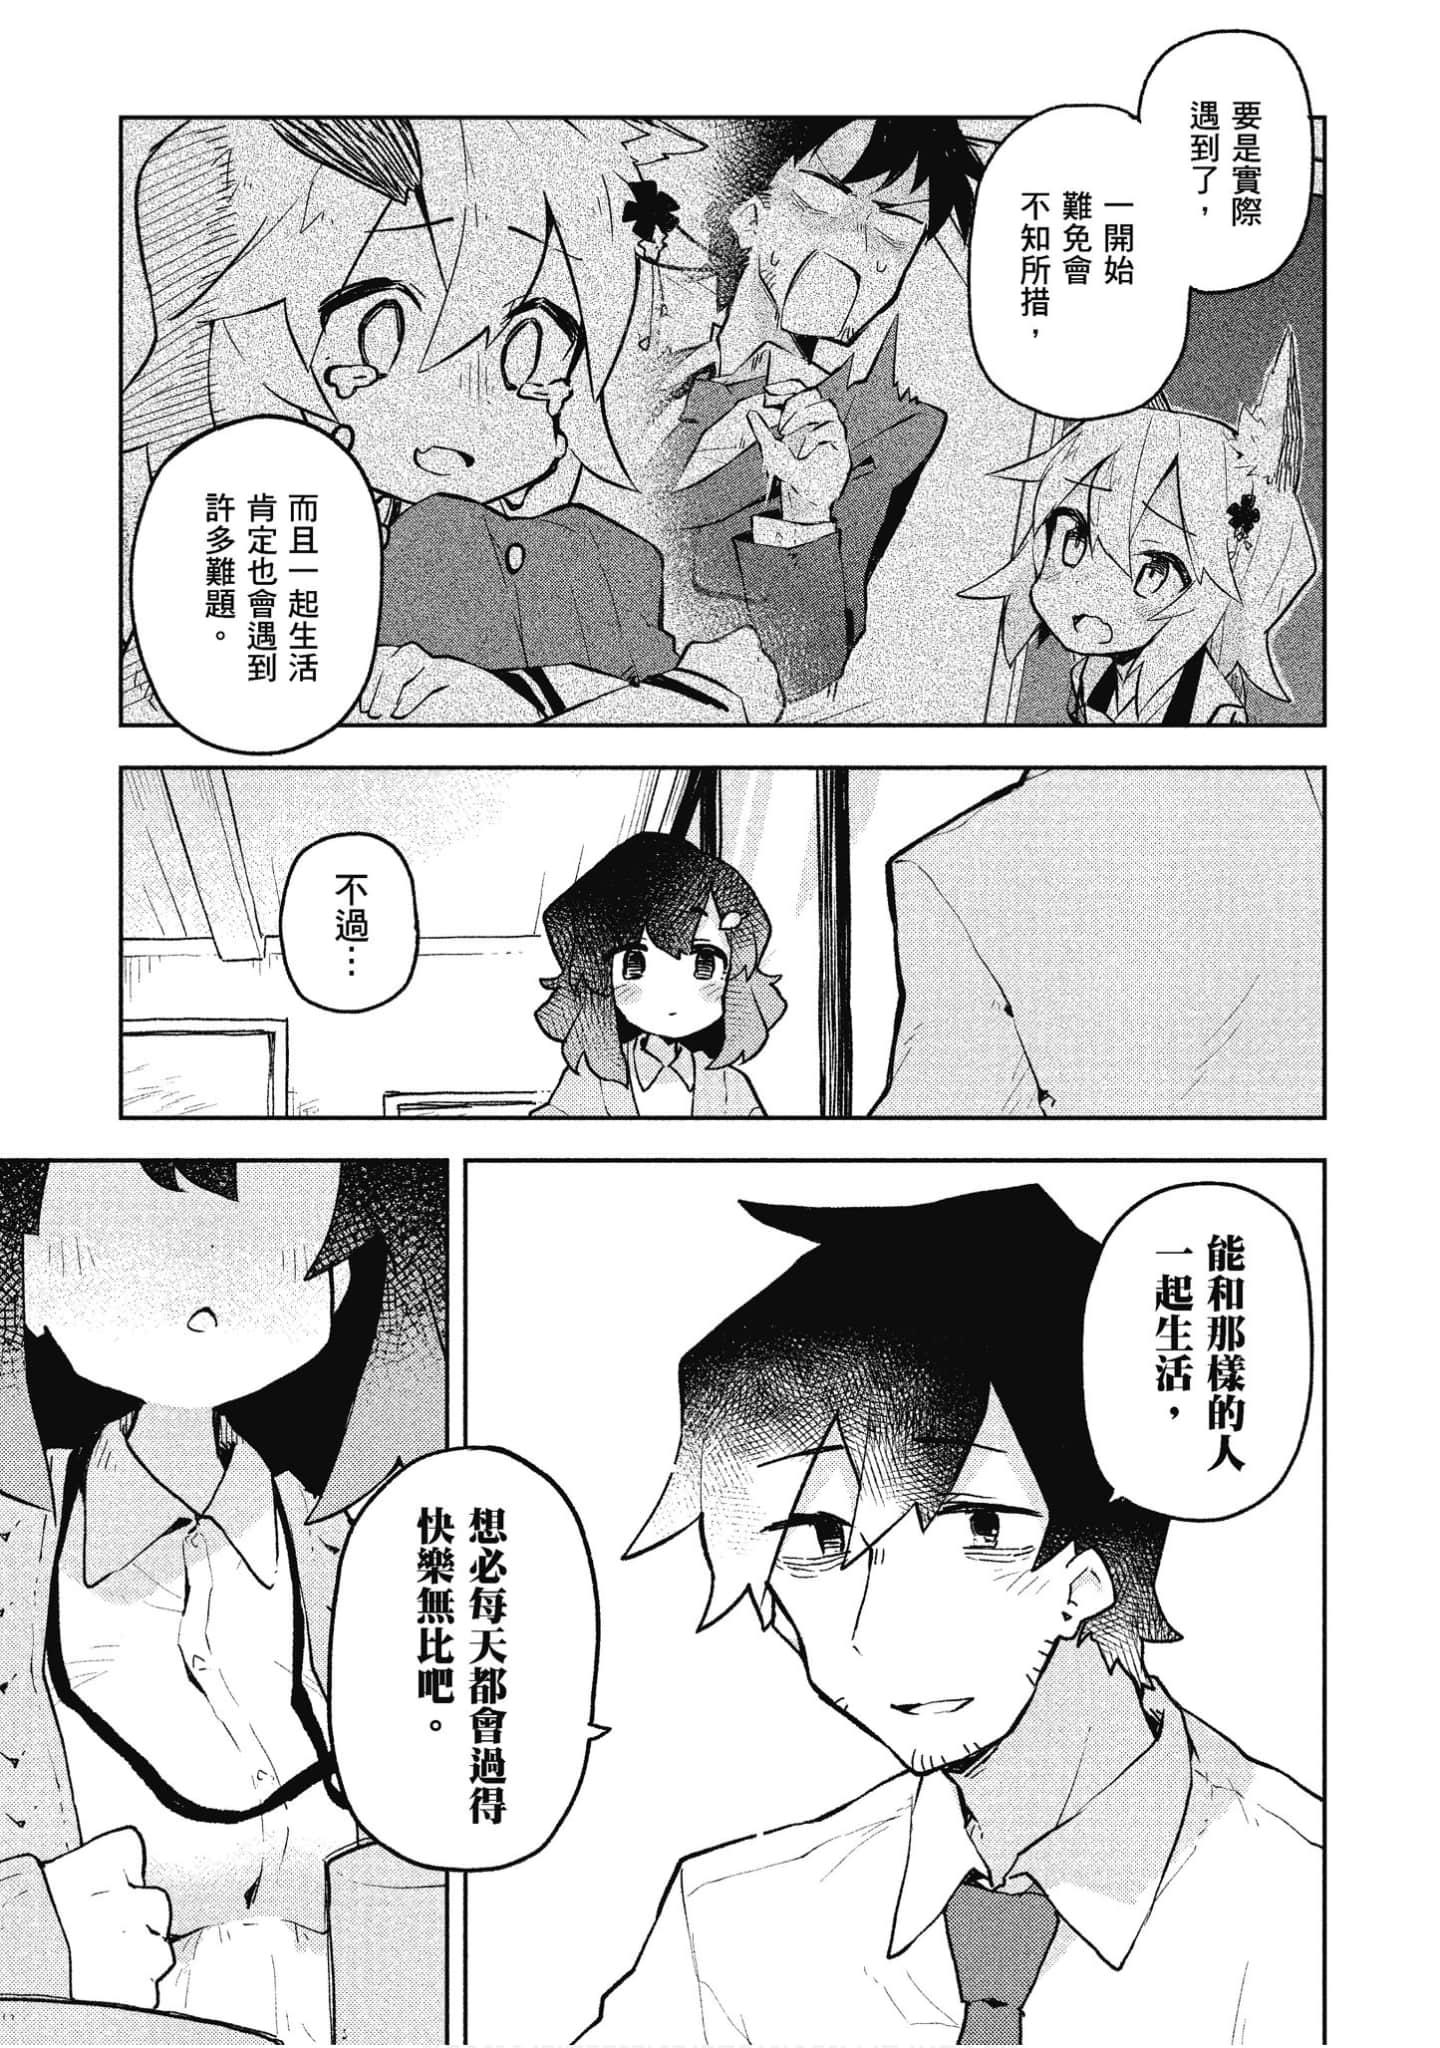 要是實際
遇到了，
一開始
難免會
不知所措，
而且一起生活
肯定也會遇到
許多難題。
不過…
能和那樣的人
一起生活，
想必每天都會過得
快樂無比吧。